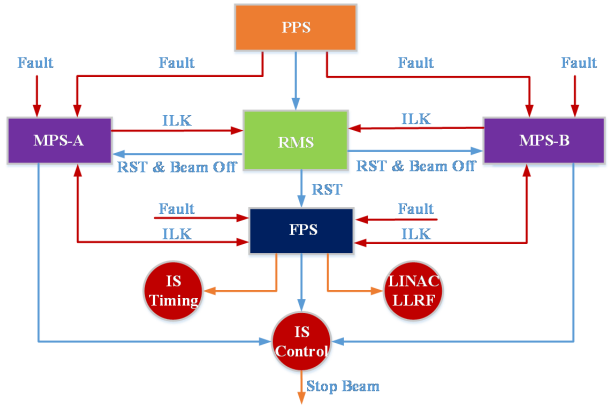 PPS
Fault
Fault
Fault
Fault
ILK
ILK
MPS-A
RMS
MPS-B
RST & Beam Off
RST & Beam Off
RST
Fault
Fault
FPS
ILK
ILK
IS
Timing
LINAC
LLRF
IS
Control
Stop Beam